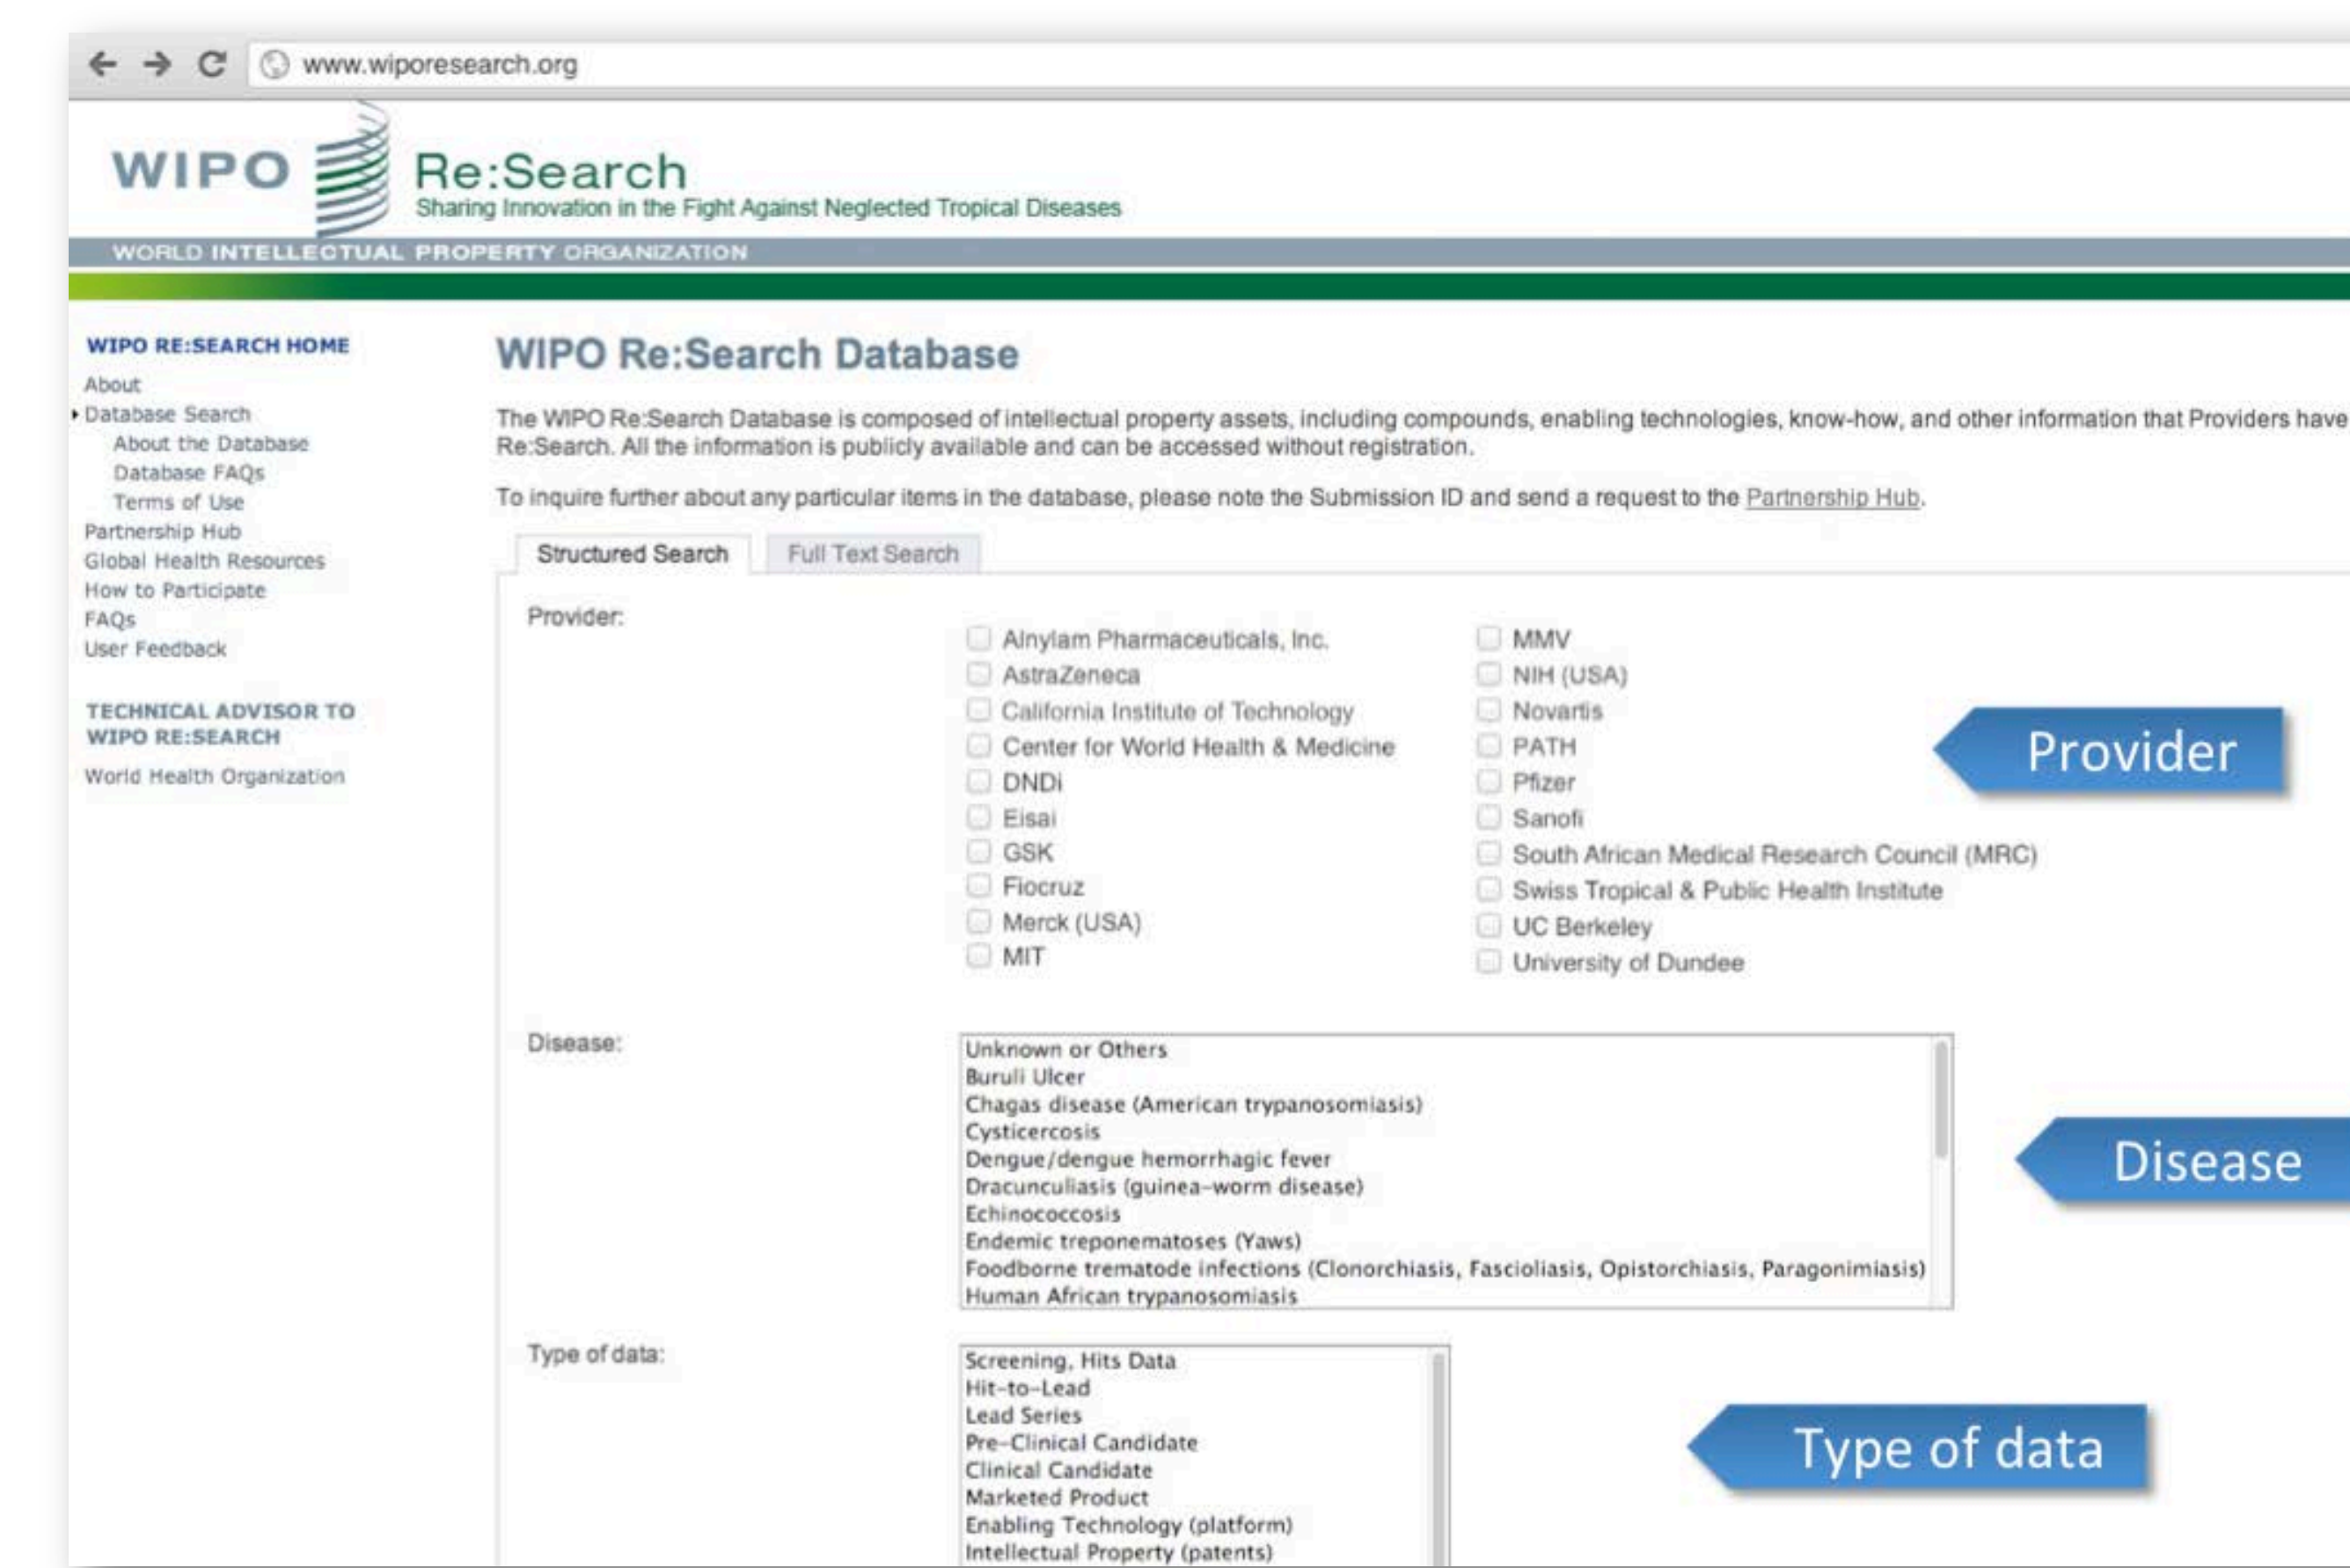 www.wiporesearch.org
WIPO
Re:Search
Sharing Innovation in the Fight Against Neglected Tropical Diseases
WORLD INTELLECTUAL PROPERTY ORGANIZATION
WIPO RE:SEARCH HOME
About
Database Search
About the Database
Database FAQs
Terms of Use
Partnership Hub
Global Health Resources
How to Participate
FAQs
User Feedback
TECHNICAL ADVISOR TO
WIPO RE:SEARCH
World Health Organization
WIPO Re:Search Database
The WIPO Re:Search Database is composed of intellectual property assets, including compounds, enabling technologies, know-how, and other information that Providers have
Re:Search. All the information is publicly available and can be accessed without registration.
To inquire further about any particular items in the database, please note the Submission ID and send a request to the Partnership Hub.
Structured Search
Full Text Search
Provider:
Alnylam Pharmaceuticals, Inc.
AstraZeneca
California Institute of Technology
Center for World Health & Medicine
DNDi
Eisai
GSK
Fiocruz
Merck (USA)
MIT
MMV
NIH (USA)
Novartis
PATH
Pfizer
Sanofi
South African Medical Research Council (MRC)
Swiss Tropical & Public Health Institute
UC Berkeley
University of Dundee
Provider
Disease:
Unknown or Others
Buruli Ulcer
Chagas disease (American trypanosomiasis)
Cysticercosis
Dengue/dengue hemorrhagic fever
Dracunculiasis (guinea-worm disease)
Echinococcosis
Endemic treponematoses (Yaws)
Foodborne trematode infections (Clonorchiasis, Fascioliasis, Opistorchiasis, Paragonimiasis)
Human African trypanosomiasis
Disease
Type of data:
Screening, Hits Data
Hit-to-Lead
Lead Series
Pre-Clinical Candidate
Clinical Candidate
Marketed Product
Enabling Technology (platform)
Intellectual Property (patents)
Type of data